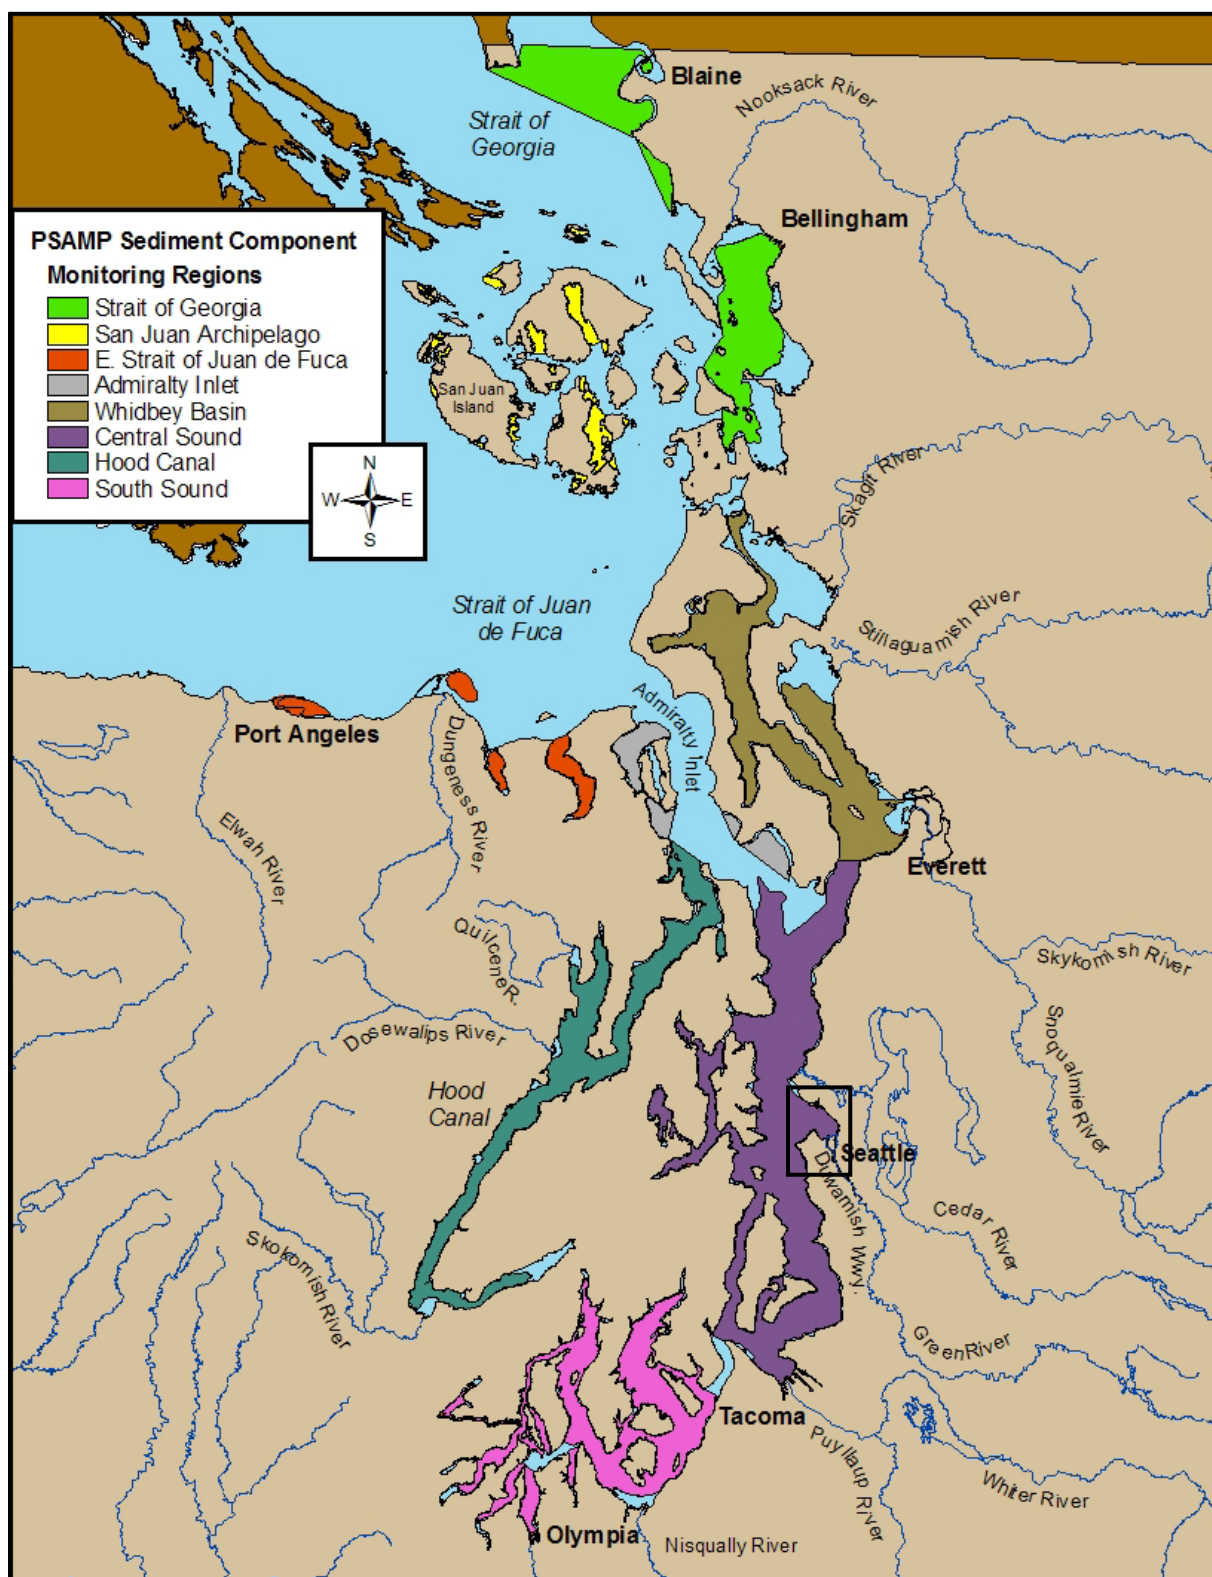 Blaine
Nooksack River
Strait of
Georgia
Bellingham
PSAMP Sediment Component
Monitoring Regions
Strait of Georgia
San Juan Archipelago
E. Strait of Juan de Fuca
Admiralty Inlet
Whidbey Basin
Central Sound
Hood Canal
South Sound
San Juan
Island
N
W
E
S
Skagit River
Strait of Juan
de Fuca
Stillaguamish River
Admiralty Inlet
Port Angeles
Dungeness River
Elwah River
Everett
Quilcene R.
Skykomish River
Dosewalips River
Snoqualmie River
Hood
Canal
Seattle
Duwamish Wwy.
Cedar River
Skokomish River
Green River
Tacoma
Puyllaup River
Whiter River
Olympia
Nisqually River